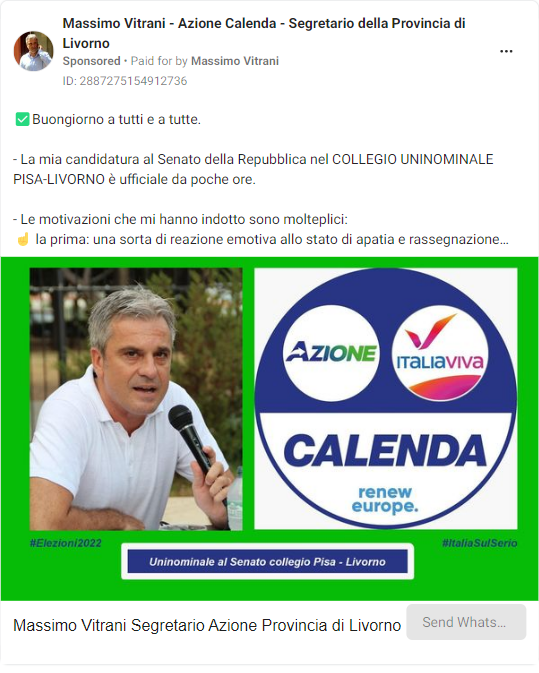 Massimo Vitrani - Azione Calenda - Segretario della Provincia di
Livorno
Sponsored • Paid for by Massimo Vitrani
ID: 2887275154912736
✅Buongiorno a tutti e a tutte.
- La mia candidatura al Senato della Repubblica nel COLLEGIO UNINOMINALE
PISA-LIVORNO è ufficiale da poche ore.
- Le motivazioni che mi hanno indotto sono molteplici:
☝ la prima: una sorta di reazione emotiva allo stato di apatia e rassegnazione...
AZIONE
ITALIAVIVA
CALENDA
renew
europe.
#Elezioni2022
#ItaliaSulSerio
Uninominale al Senato collegio Pisa - Livorno
Massimo Vitrani Segretario Azione Provincia di Livorno
Send Whats...